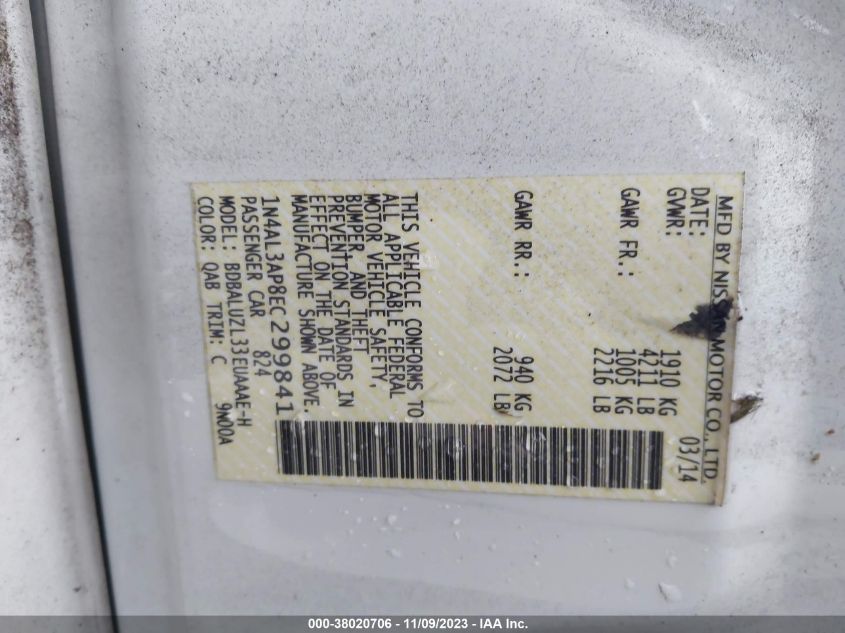 MFD BY NISSAN MOTOR CO., LTD.
DATE: 03/14
GVWR: 1910 KG
4211 LB
GAWR FR.: 1005 KG
2216 LB
GAWR RR.: 940 KG
2072 LB
THIS VEHICLE CONFORMS TO
ALL APPLICABLE FEDERAL
MOTOR VEHICLE SAFETY,
BUMPER, AND THEFT
PREVENTION STANDARDS IN
EFFECT ON THE DATE OF
MANUFACTURE SHOWN ABOVE.
1N4AL3AP8EC299841
PASSENGER CAR 824
MODEL: BDBALUZL33EUAAE-H
COLOR: QAB TRIM: C 9N00A
000-38020706 - 11/09/2023 - IAA Inc.